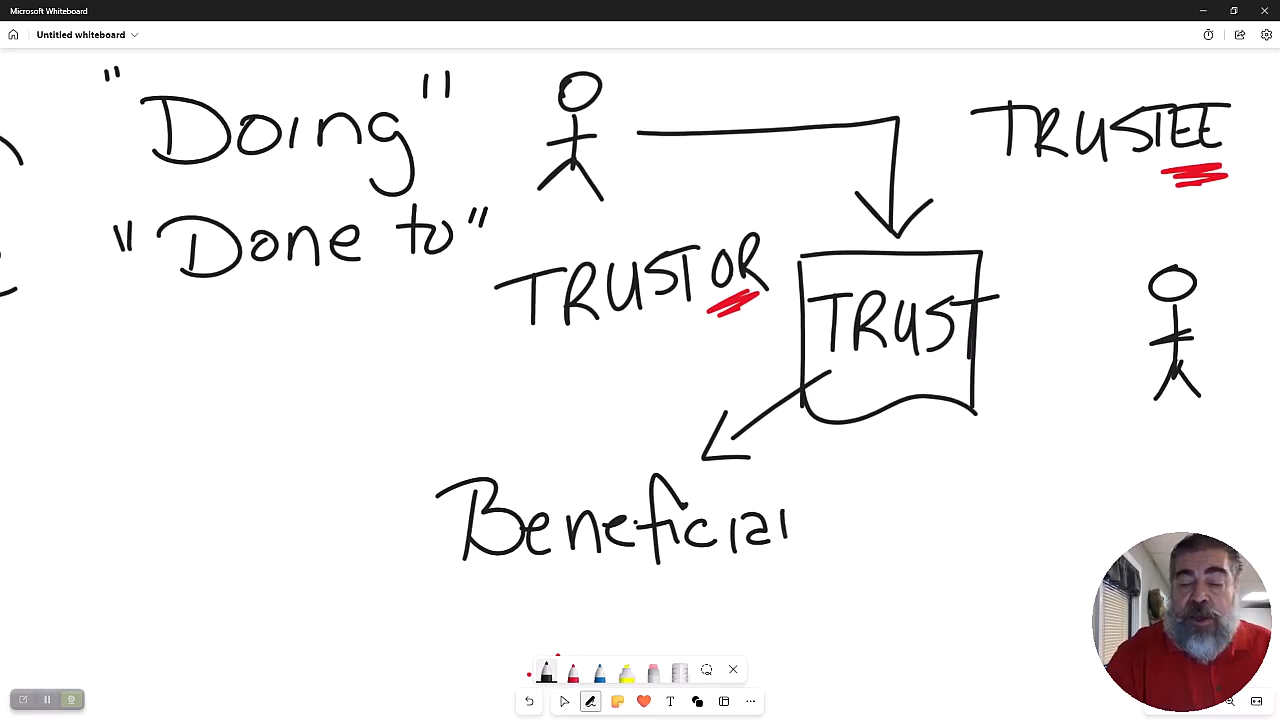 Microsoft Whiteboard
Untitled whiteboard
"Doing"
TRUSTEE
"Done to"
TRUSTOR
TRUST
Beneficial
T